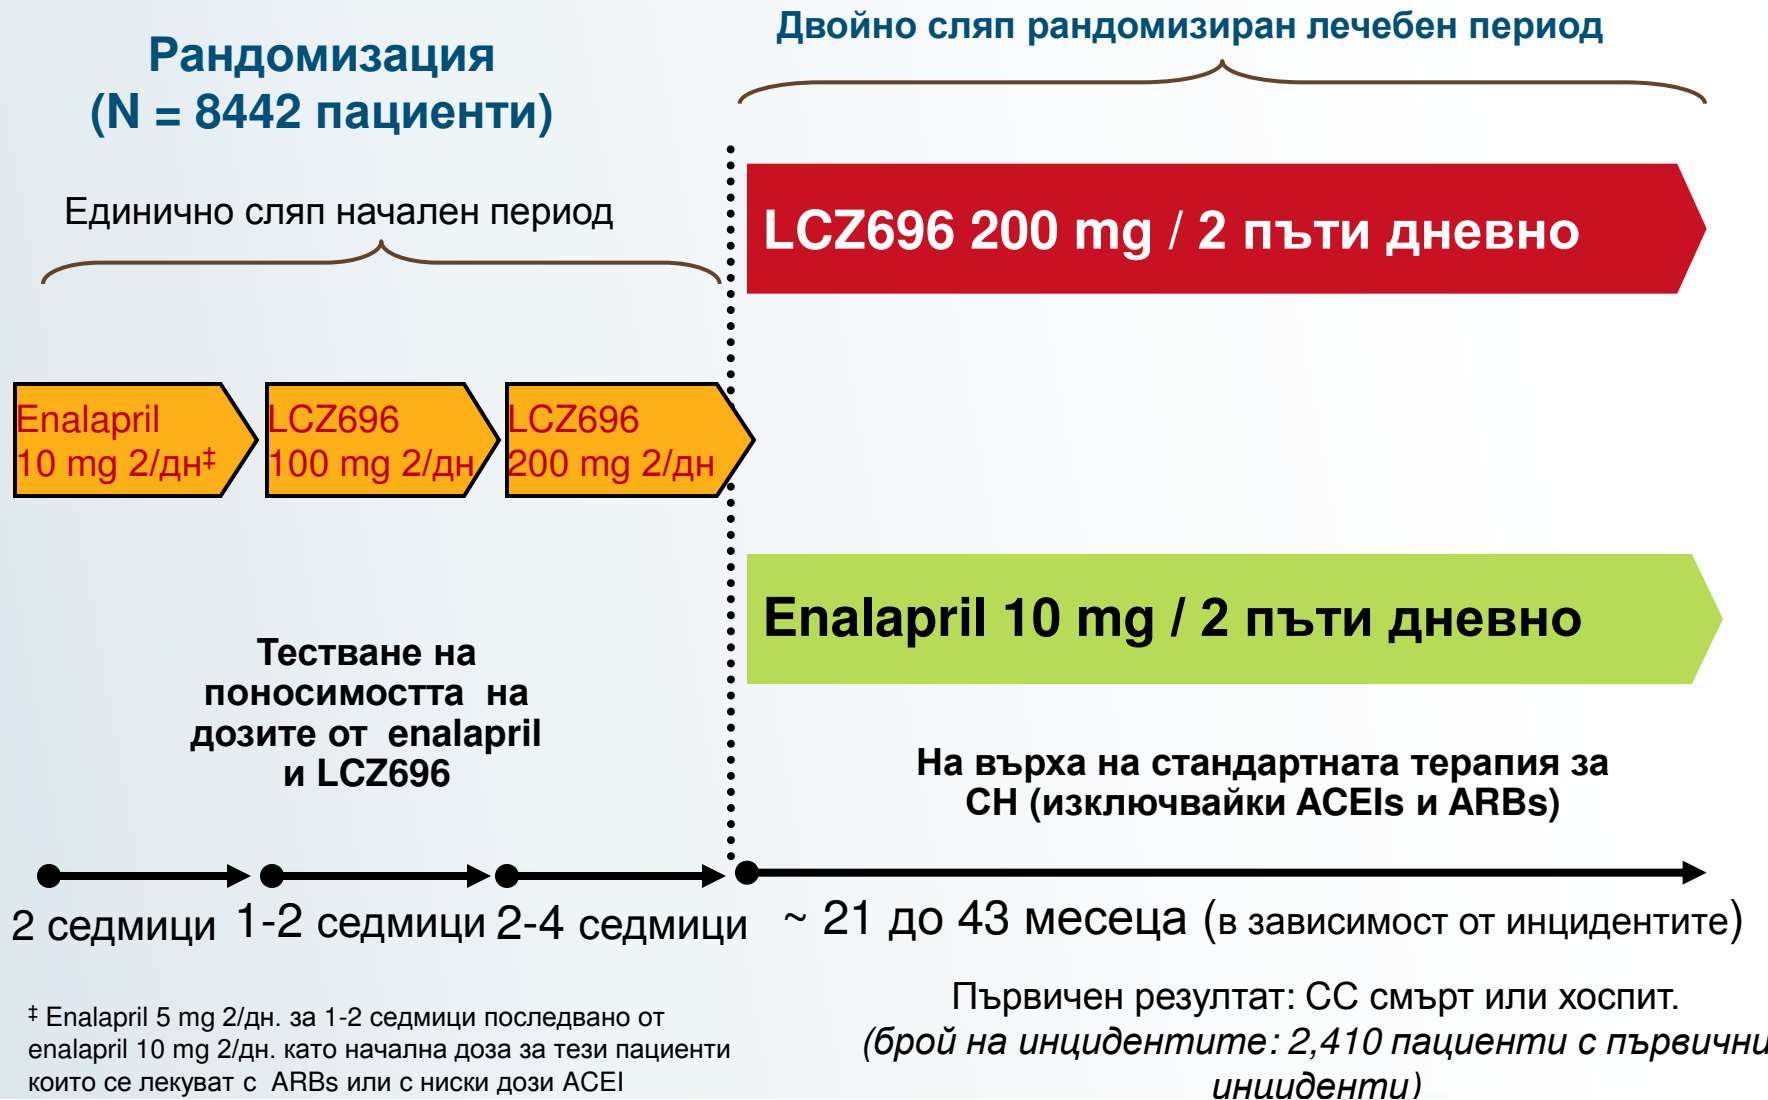 Рандомизация
(N = 8442 пациенти)
Двойно сляп рандомизиран лечебен период
Единично сляп начален период
LCZ696 200 mg / 2 пъти дневно
Enalapril
10 mg 2/дн‡
LCZ696
100 mg 2/дн
LCZ696
200 mg 2/дн
Enalapril 10 mg / 2 пъти дневно
Тестване на
поносимостта на
дозите от enalapril
и LCZ696
На върха на стандартната терапия за
СН (изключвайки ACEIs и ARBs)
2 седмици
1-2 седмици
2-4 седмици
~ 21 до 43 месеца (в зависимост от инцидентите)
Първичен резултат: СС смърт или хоспит.
(брой на инцидентите: 2,410 пациенти с първични
инциденти)
‡ Enalapril 5 mg 2/дн. за 1-2 седмици последвано от
enalapril 10 mg 2/дн. като начална доза за тези пациенти
които се лекуват с ARBs или с ниски дози ACEI